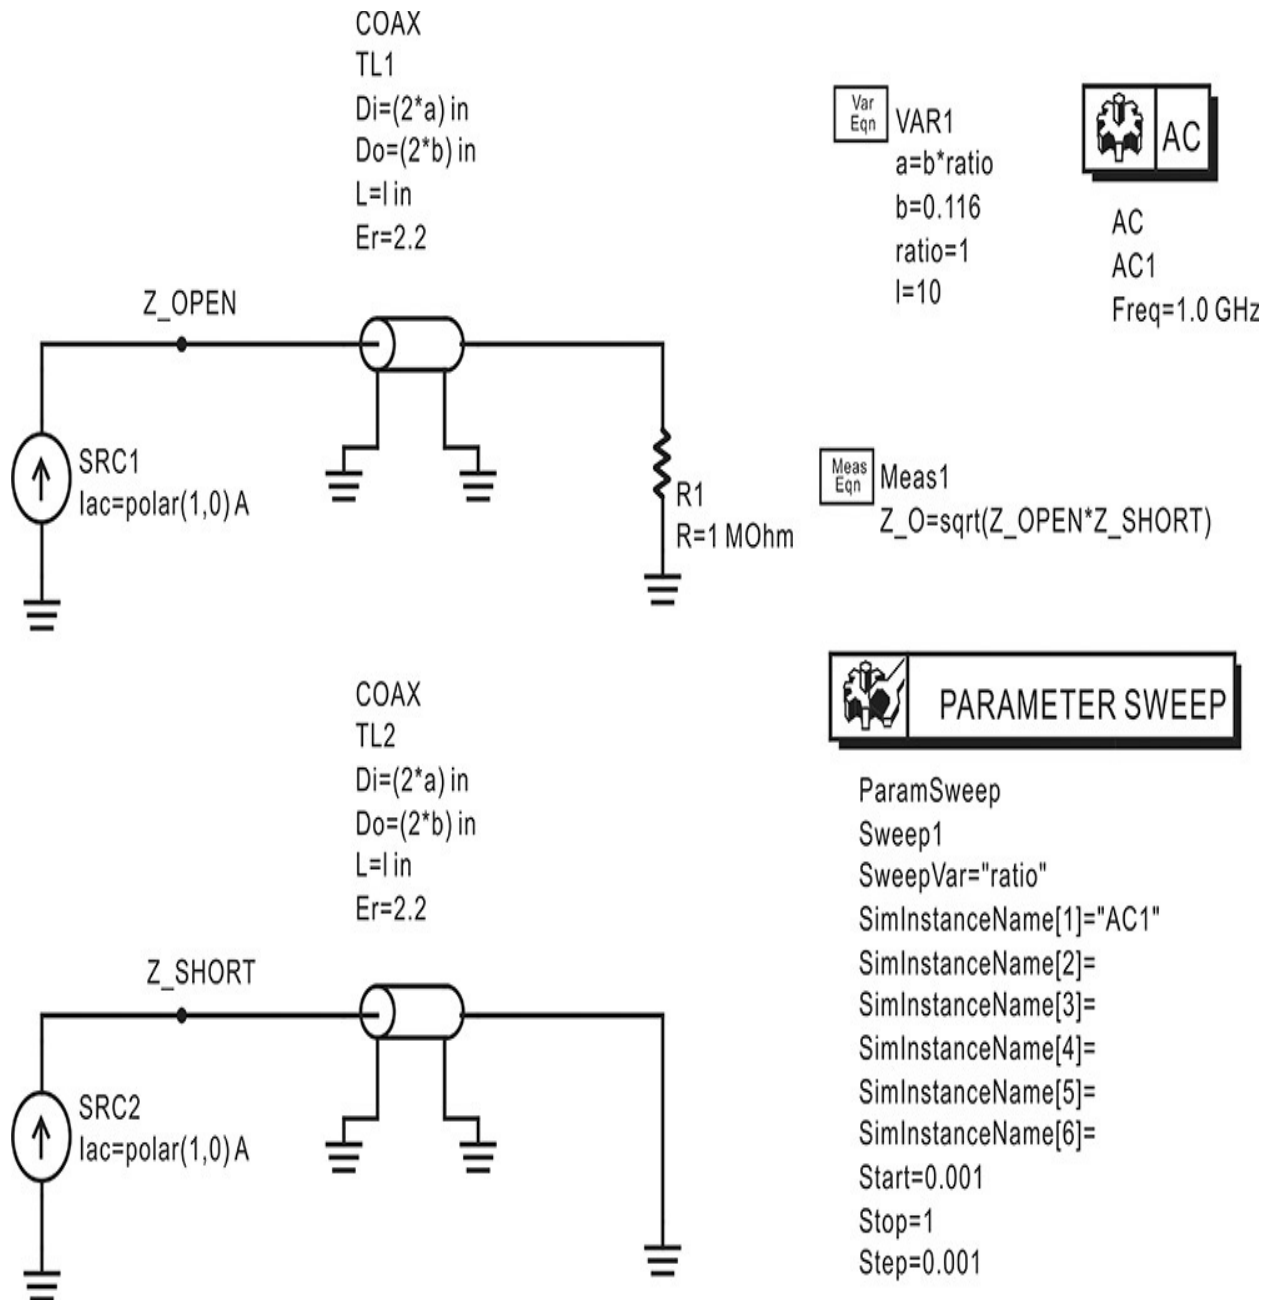 COAX
TL1
Di=(2*a) in
Do=(2*b) in
L=l in
Er=2.2
Z_OPEN
SRC1
Iac=polar(1,0) A
R1
R=1 MOhm
Var
Eqn
VAR1
a=b*ratio
b=0.116
ratio=1
l=10
AC
AC
AC1
Freq=1.0 GHz
Meas
Eqn
Meas1
Z_O=sqrt(Z_OPEN*Z_SHORT)
COAX
TL2
Di=(2*a) in
Do=(2*b) in
L=l in
Er=2.2
Z_SHORT
SRC2
Iac=polar(1,0) A
PARAMETER SWEEP
ParamSweep
Sweep1
SweepVar="ratio"
SimInstanceName[1]="AC1"
SimInstanceName[2]=
SimInstanceName[3]=
SimInstanceName[4]=
SimInstanceName[5]=
SimInstanceName[6]=
Start=0.001
Stop=1
Step=0.001